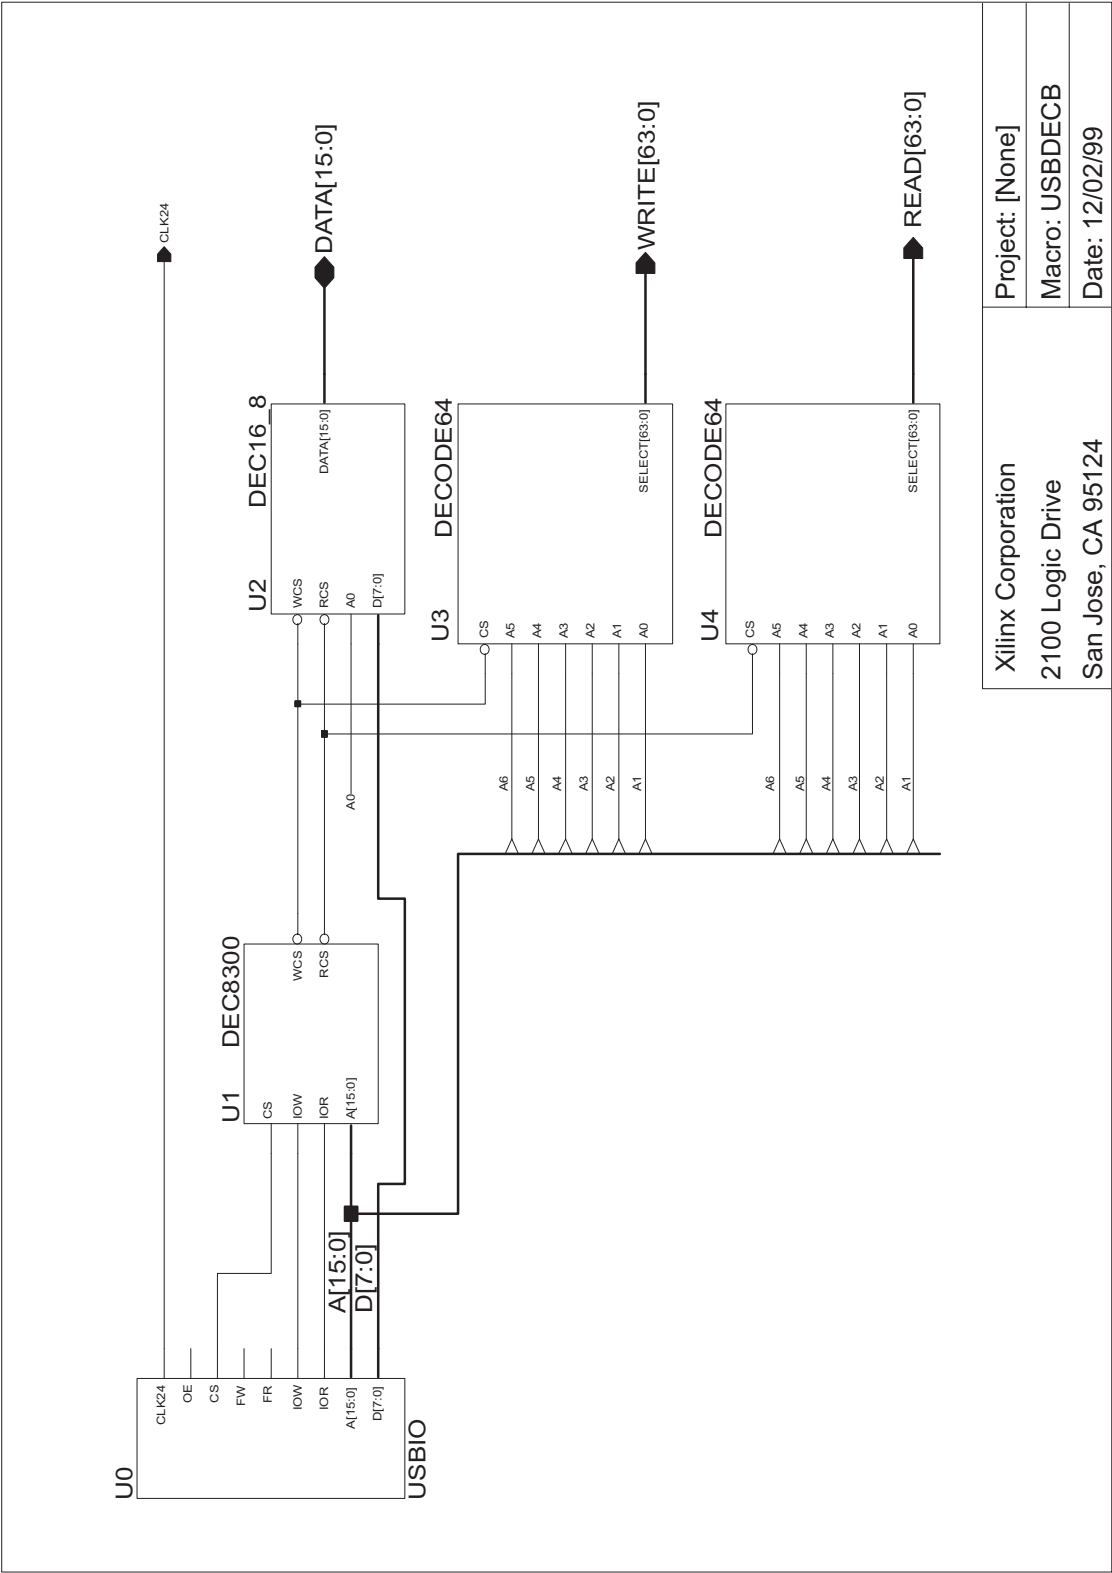 U0
CLK24
OE
CS
FW
FR
IOW
IOR
A[15:0]
D[7:0]
USBIO
A[15:0]
D[7:0]
U1
DEC8300
CS
IOW
IOR
A[15:0]
WCS
RCS
CLK24
U2
DEC16_8
WCS
RCS
A0
D[7:0]
DATA[15:0]
A0
DATA[15:0]
U3
DECODE64
CS
A5
A4
A3
A2
A1
A0
SELECT[63:0]
A6
A5
A4
A3
A2
A1
WRITE[63:0]
U4
DECODE64
CS
A5
A4
A3
A2
A1
A0
SELECT[63:0]
A6
A5
A4
A3
A2
A1
READ[63:0]
Xilinx Corporation
2100 Logic Drive
San Jose, CA 95124
Project: [None]
Macro: USBDECB
Date: 12/02/99